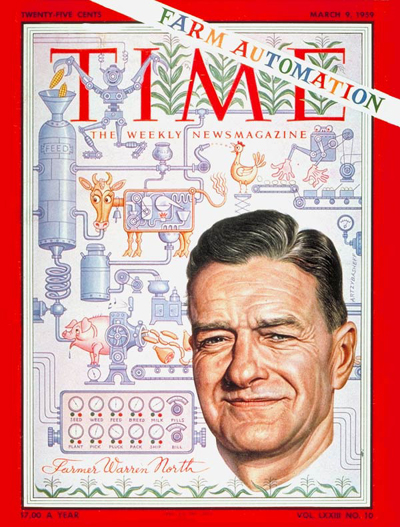 TWENTY-FIVE CENTS
MARCH 9, 1959
FARM AUTOMATION
TIME
THE WEEKLY NEWSMAGAZINE
FEED
ARTZYBASHEFF
SEED WEED FEED BREED MILK PILLS
PLANT PICK PLUCK PACK SHIP BILL
Farmer Warren North
$7.00 A YEAR
VOL. LXXIII NO. 10